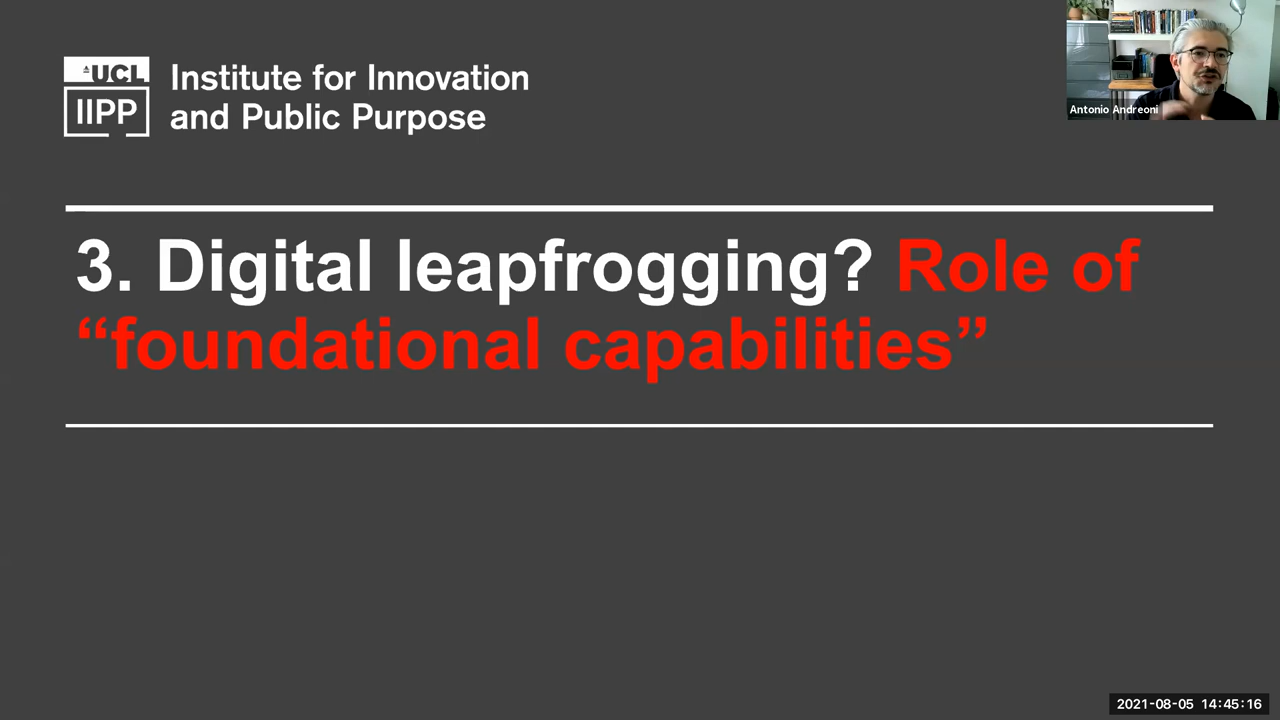 UCL
IIPP
Institute for Innovation
and Public Purpose
Antonio Andreoni
3. Digital leapfrogging? Role of
“foundational capabilities”
2021-08-05 14:45:16